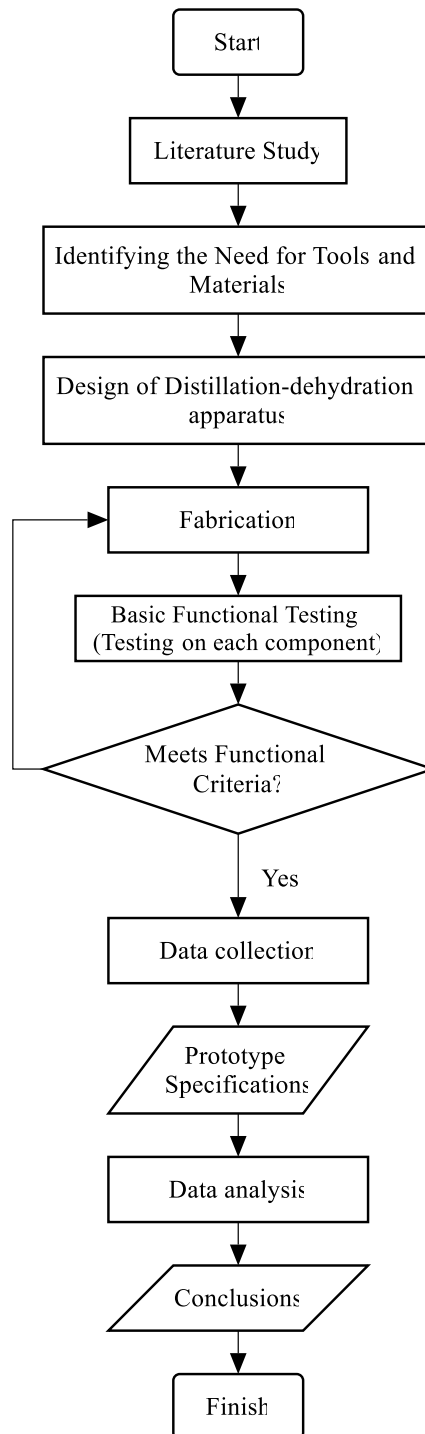 Start
Literature Study
Identifying the Need for Tools and
Materials
Design of Distillation-dehydration
apparatus
Fabrication
Basic Functional Testing
(Testing on each component)
Meets Functional
Criteria?
Yes
Data collection
Prototype
Specifications
Data analysis
Conclusions
Finish